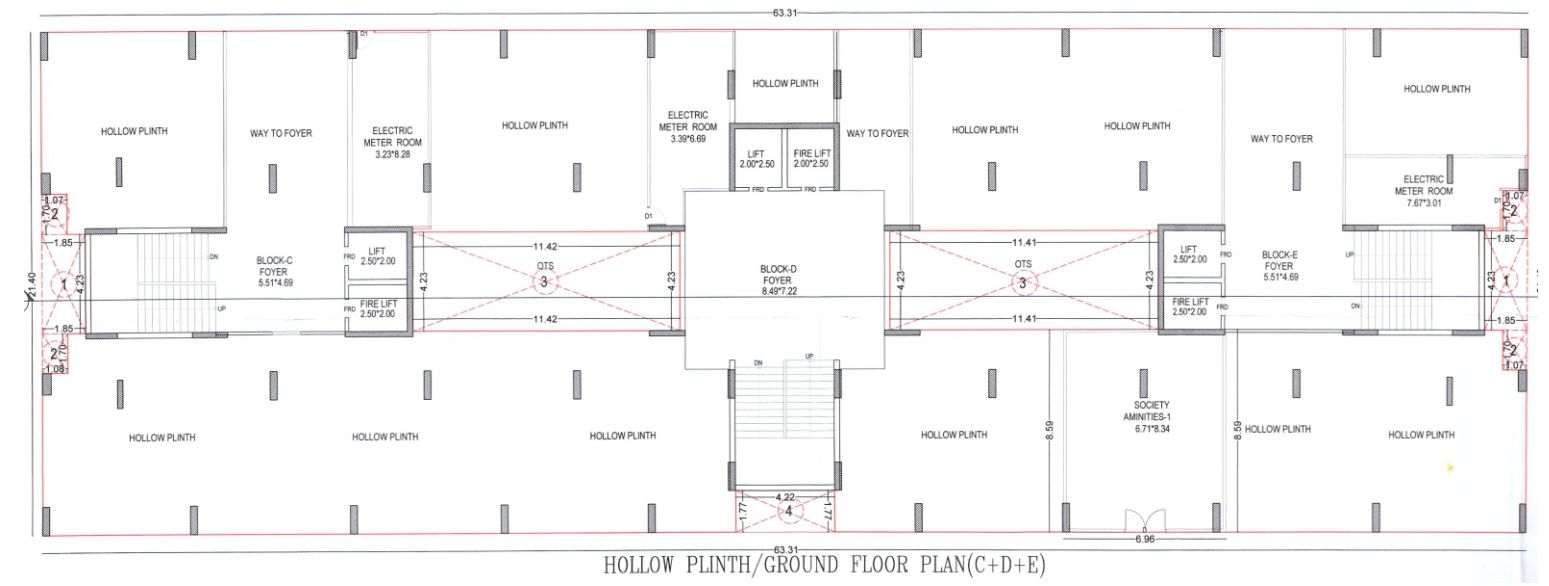 63.31
D1
HOLLOW PLINTH
HOLLOW PLINTH
HOLLOW PLINTH
WAY TO FOYER
ELECTRIC
METER ROOM
3.23*8.28
HOLLOW PLINTH
ELECTRIC
METER ROOM
3.39*6.69
WAY TO FOYER
HOLLOW PLINTH
HOLLOW PLINTH
WAY TO FOYER
LIFT
2.00*2.50
FIRE LIFT
2.00*2.50
FRD
FRD
ELECTRIC
METER ROOM
7.67*3.01
D1
1.07
2
1.70
1.07
2
1.70
D1
1.85
1
4.23
1.85
21.40
DN
UP
BLOCK-C
FOYER
5.51*4.69
FRD
LIFT
2.50*2.00
FRD
FIRE LIFT
2.50*2.00
11.42
OTS
3
4.23
4.23
11.42
BLOCK-D
FOYER
8.49*7.22
11.41
OTS
3
4.23
4.23
11.41
LIFT
2.50*2.00
FRD
FIRE LIFT
2.50*2.00
FRD
BLOCK-E
FOYER
5.51*4.69
UP
DN
1.85
4.23
1
1.85
2
1.70
1.08
2
1.70
1.07
DN
UP
HOLLOW PLINTH
HOLLOW PLINTH
HOLLOW PLINTH
HOLLOW PLINTH
8.59
SOCIETY
AMINITIES-1
6.71*8.34
8.59
HOLLOW PLINTH
HOLLOW PLINTH
4.22
1.77
4
1.77
6.96
63.31
HOLLOW PLINTH/GROUND FLOOR PLAN(C+D+E)